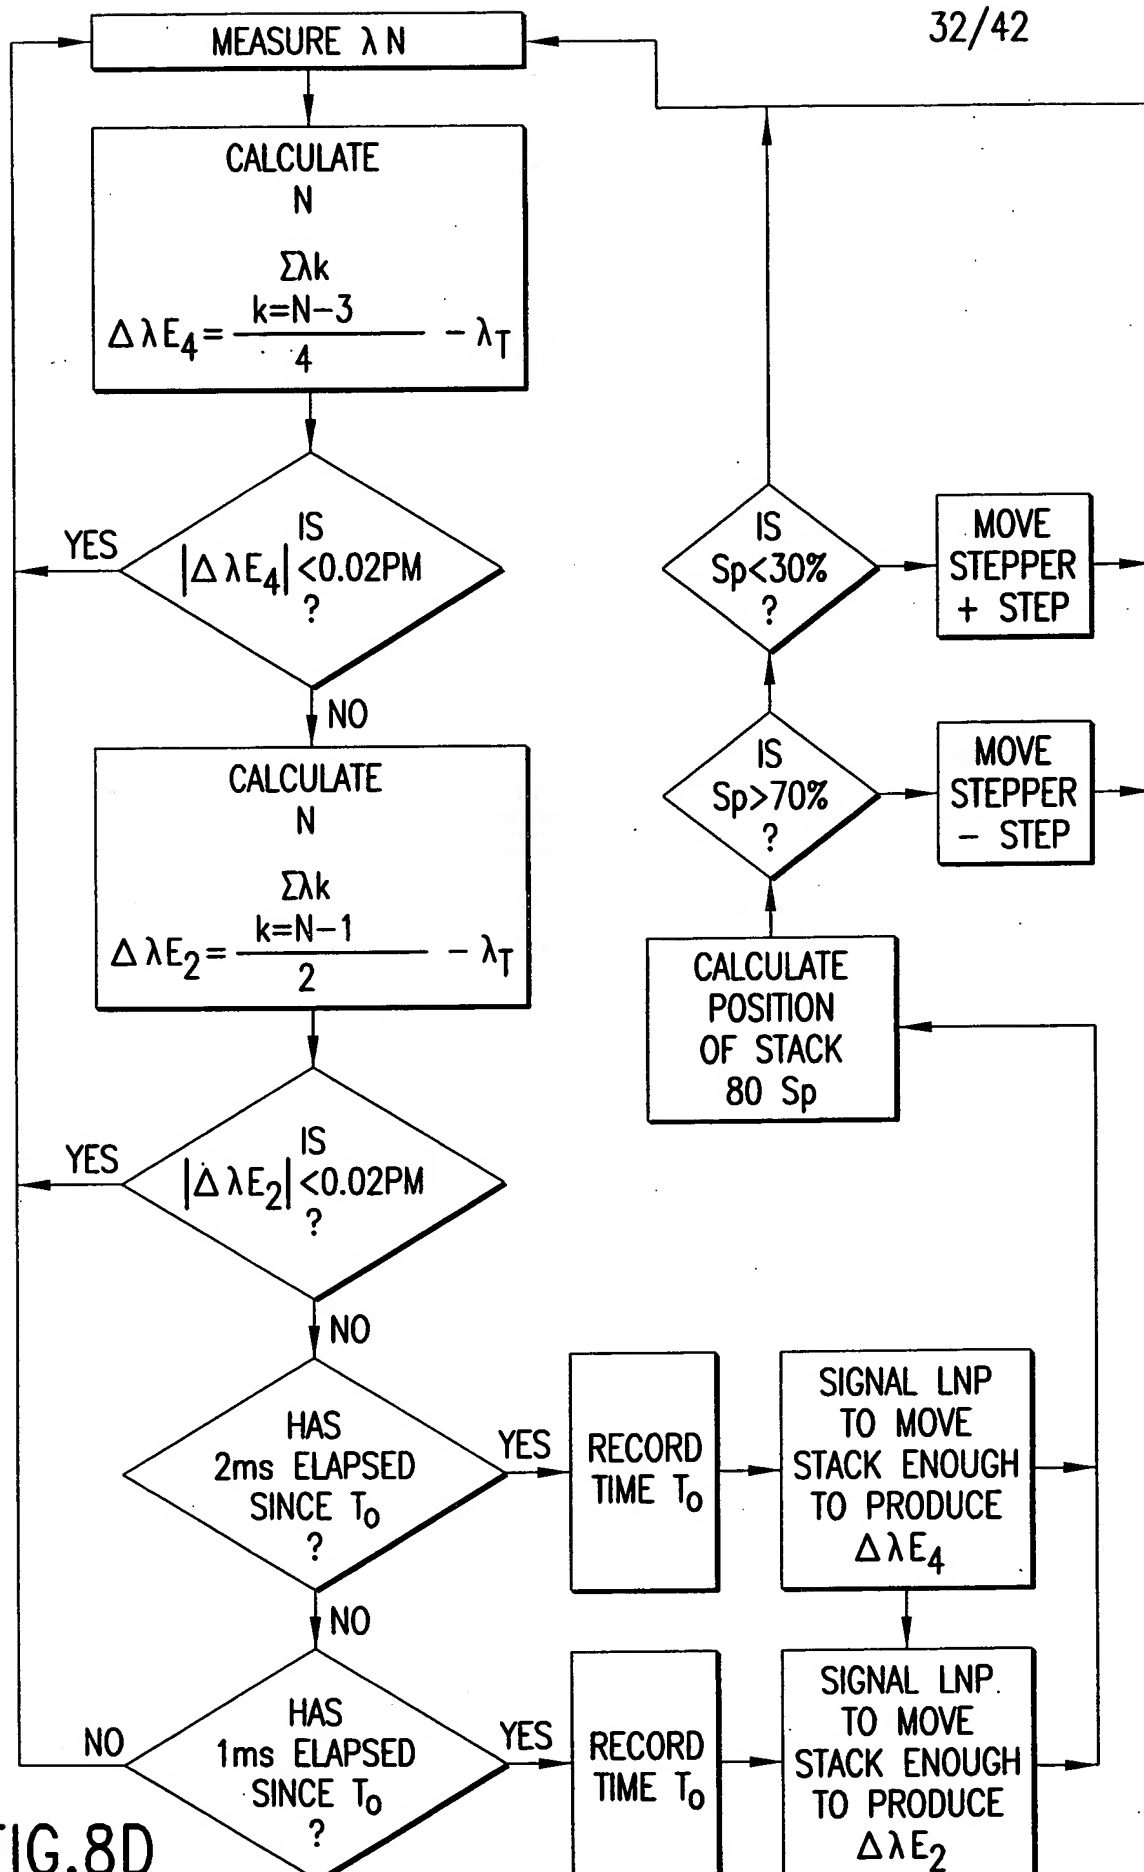 32/42
MEASURE λ N
CALCULATE
N
Σλk
k=N-3
ΔλE₄= ——— - λT
4
IS
|ΔλE₄|<0.02PM
?
YES
NO
CALCULATE
N
Σλk
k=N-1
ΔλE₂= ——— - λT
2
IS
|ΔλE₂|<0.02PM
?
YES
NO
HAS
2ms ELAPSED
SINCE T₀
?
YES
NO
RECORD
TIME T₀
SIGNAL LNP
TO MOVE
STACK ENOUGH
TO PRODUCE
ΔλE₄
HAS
1ms ELAPSED
SINCE T₀
?
NO
YES
RECORD
TIME T₀
SIGNAL LNP
TO MOVE
STACK ENOUGH
TO PRODUCE
ΔλE₂
CALCULATE
POSITION
OF STACK
80 Sp
IS
Sp>70%
?
MOVE
STEPPER
- STEP
IS
Sp<30%
?
MOVE
STEPPER
+ STEP
FIG.8D